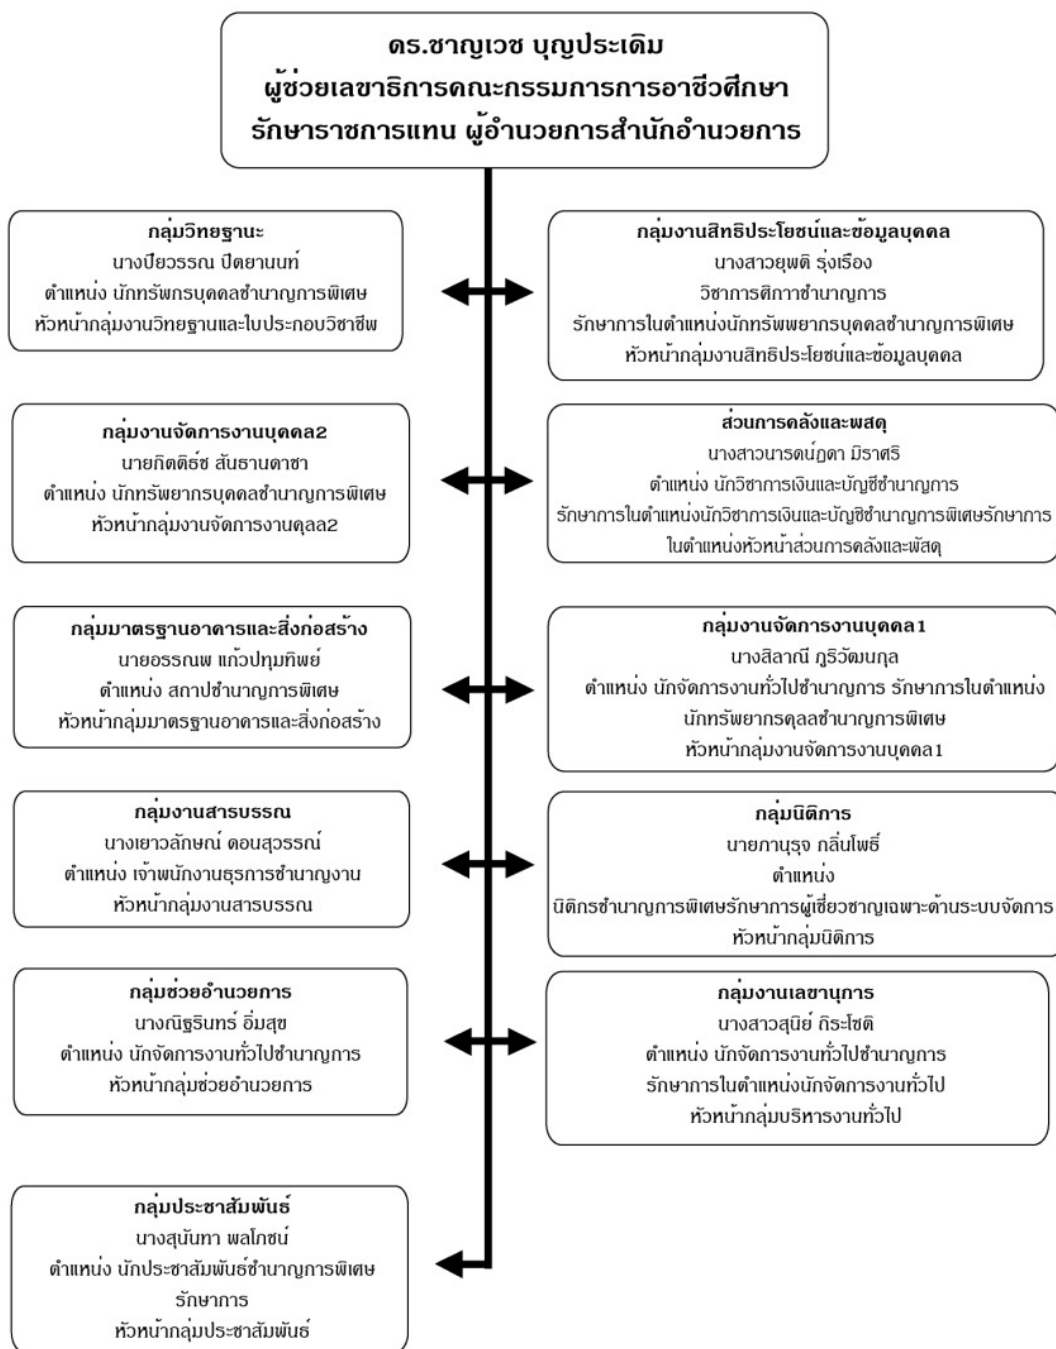 ดร.ชาญเวช บุญประเดิม
ผู้ช่วยเลขาธิการคณะกรรมการการอาชีวศึกษา
รักษาราชการแทน ผู้อำนวยการสำนักอำนวยการ
กลุ่มวิทยฐานะ
นางปิยวรรณ ปิตยานนท์
ตำแหน่ง นักทรัพกรบุคคลชำนาญการพิเศษ
หัวหน้ากลุ่มงานวิทยฐานและใบประกอบวิชาชีพ
กลุ่มงานสิทธิประโยชน์และข้อมูลบุคคล
นางสาวยุพติ รุ่งเรือง
วิชาการศึกาาชำนาญการ
รักษาการในตำแหน่งนักทรัพพยากรบุคคลชำนาญการพิเศษ
หัวหน้ากลุ่มงานสิทธิประโยชน์และข้อมูลบุคคล
กลุ่มงานจัดการงานบุคคล2
นายกิตติธัช สันธานดาชา
ตำแหน่ง นักทรัพยากรบุคคลชำนาญการพิเศษ
หัวหน้ากลุ่มงานจัดการงานคุลล2
ส่วนการคลังและพสดุ
นางสาวนารดน์ฎดา มิราศริ
ตำแหน่ง นักวิชาการเงินและบัญชีชำนาญการ
รักษาการในตำแหน่งนักวิชาการเงินและบัญชิชำนาญการพิเศษรักษาการ
ในตำแหน่งหัวหน้าส่วนการคลังและพัสดุ
กลุ่มมาตรฐานอาคารและสิ่งก่อสร้าง
นายอรรณพ แก้วปทุมทิพย์
ตำแหน่ง สถาปชำนาญการพิเศษ
หัวหน้ากลุ่มมาตรฐานอาคารและสิ่งก่อสร้าง
กลุ่มงานจัดการงานบุคคล1
นางสิลาณี ภูริวัฒนกุล
ตำแหน่ง นักจัดการงานทั่วไปชำนาญการ รักษาการในตำแหน่ง
นักทรัพยากรคุลลชำนาญการพิเศษ
หัวหน้ากลุ่มงานจัดการงานบุคคล1
กลุ่มงานสารบรรณ
นางเยาวลักษณ์ ดอนสุวรรณ์
ตำแหน่ง เจ้าพนักงานธุรการชำนาญงาน
หัวหน้ากลุ่มงานสารบรรณ
กลุ่มนิติการ
นายภานุรุจ กลิ่นโพธิ์
ตำแหน่ง
นิติกรชำนาญการพิเศษรักษาการผู้เชี่ยวชาญเฉพาะด้านระบบจัดการ
หัวหน้ากลุ่มนิติการ
กลุ่มช่วยอำนวยการ
นางณิฐรินทร์ อิ่มสุข
ตำแหน่ง นักจัดการงานทั่วไปชำนาญการ
หัวหน้ากลุ่มช่วยอำนวยการ
กลุ่มงานเลขานุการ
นางสาวสุนิย์ ถิระโชติ
ตำแหน่ง นักจัดการงานทั่วไปชำนาญการ
รักษาการในตำแหน่งนักจัดการงานทั่วไป
หัวหน้ากลุ่มบริหารงานทั่วไป
กลุ่มประชาสัมพันธ์
นางสุนันทา พลโภชน์
ตำแหน่ง นักประชาสัมพันธ์ชำนาญการพิเศษ
รักษาการ
หัวหน้ากลุ่มประชาสัมพันธ์